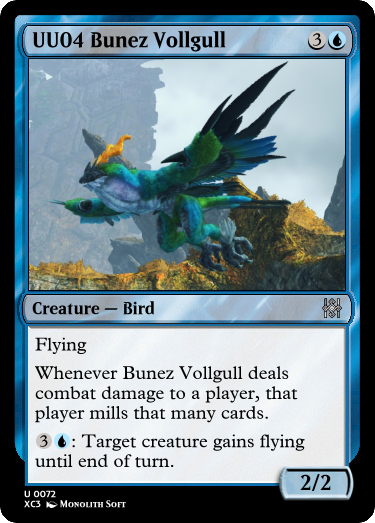 UU04 Bunez Vollgull 3
Creature — Bird
Flying
Whenever Bunez Vollgull deals
combat damage to a player, that
player mills that many cards.
3 : Target creature gains flying
until end of turn.
2/2
U 0072
XC3 Monolith Soft